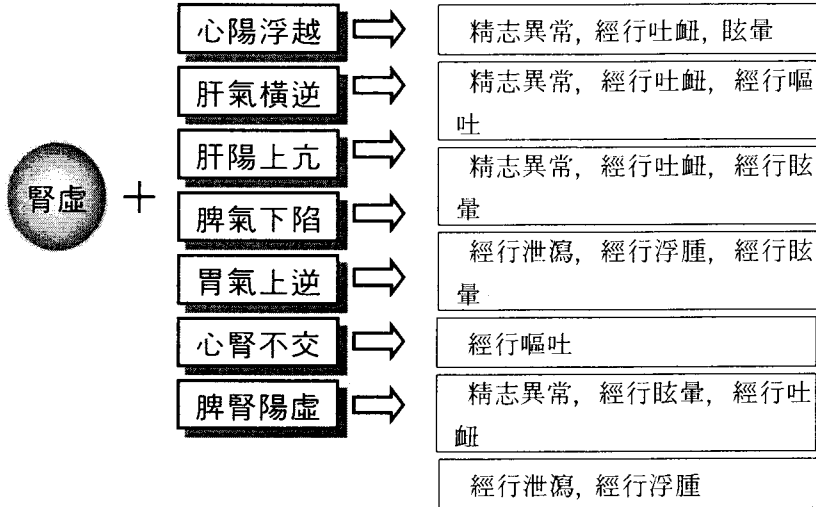 心陽浮越
精志異常, 經行吐衄, 眩暈
肝氣橫逆
精志異常, 經行吐衄, 經行嘔
吐
肝陽上亢
精志異常, 經行吐衄, 經行眩
暈
腎虛
+
脾氣下陷
經行泄瀉, 經行浮腫, 經行眩
暈
胃氣上逆
經行嘔吐
心腎不交
精志異常, 經行眩暈, 經行吐
衄
脾腎陽虛
經行泄瀉, 經行浮腫